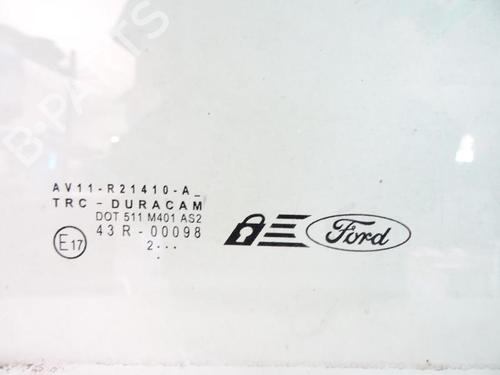 B-PARTS
AV11-R21410-A_
TRC - DURACAM
DOT 511 M401 AS2
43R-00098
E17
2...
Ford